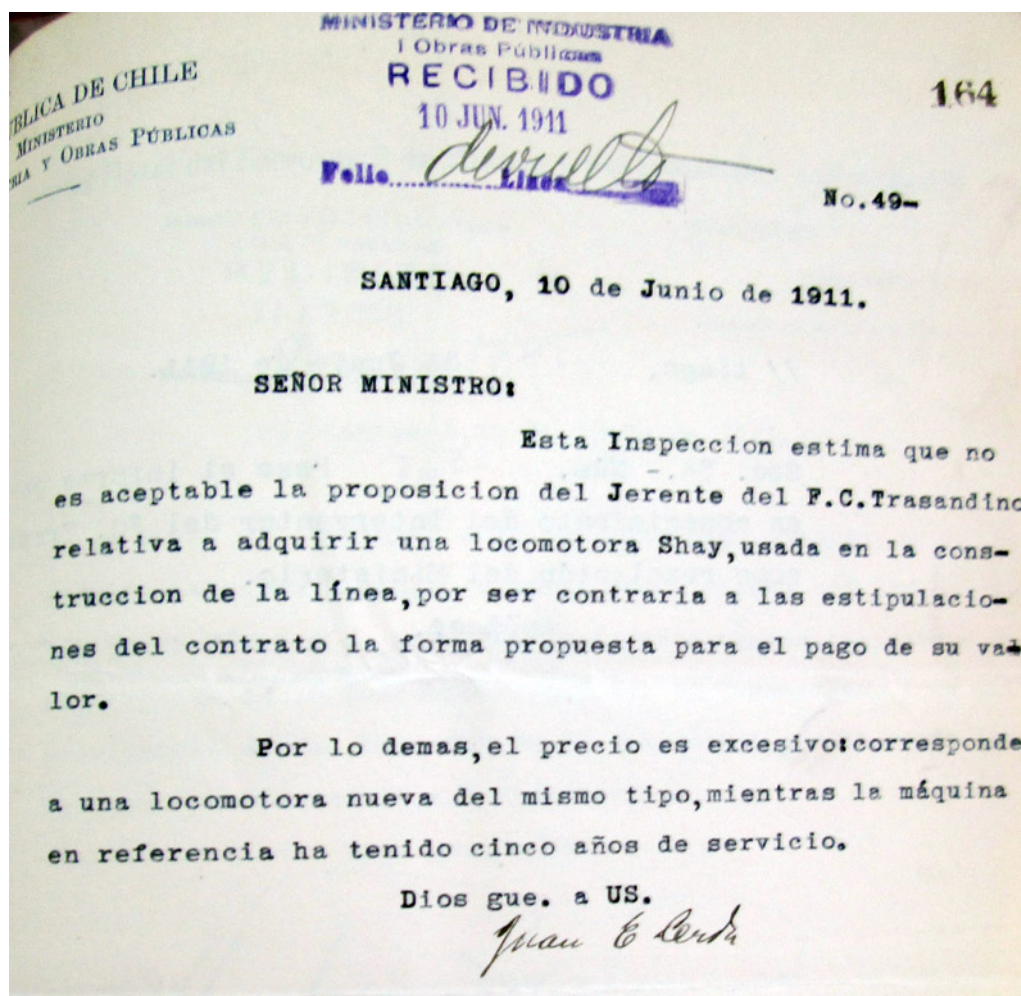 MINISTERIO DE INDUSTRIA
i Obras Públicas
RECIBIDO
10 JUN. 1911
devuelto
Folio......Línea
BLICA DE CHILE
MINISTERIO
RIA Y OBRAS PÚBLICAS
164
No.49-
SANTIAGO, 10 de Junio de 1911.
SEÑOR MINISTRO:
Esta Inspeccion estima que no
es aceptable la proposicion del Jerente del F.C.Trasandino
relativa a adquirir una locomotora Shay,usada en la cons-
truccion de la línea,por ser contraria a las estipulacio-
nes del contrato la forma propuesta para el pago de su va-
lor.
Por lo demas,el precio es excesivo:corresponde
a una locomotora nueva del mismo tipo,mientras la máquina
en referencia ha tenido cinco años de servicio.
Dios gue. a US.
Juan E Cerda